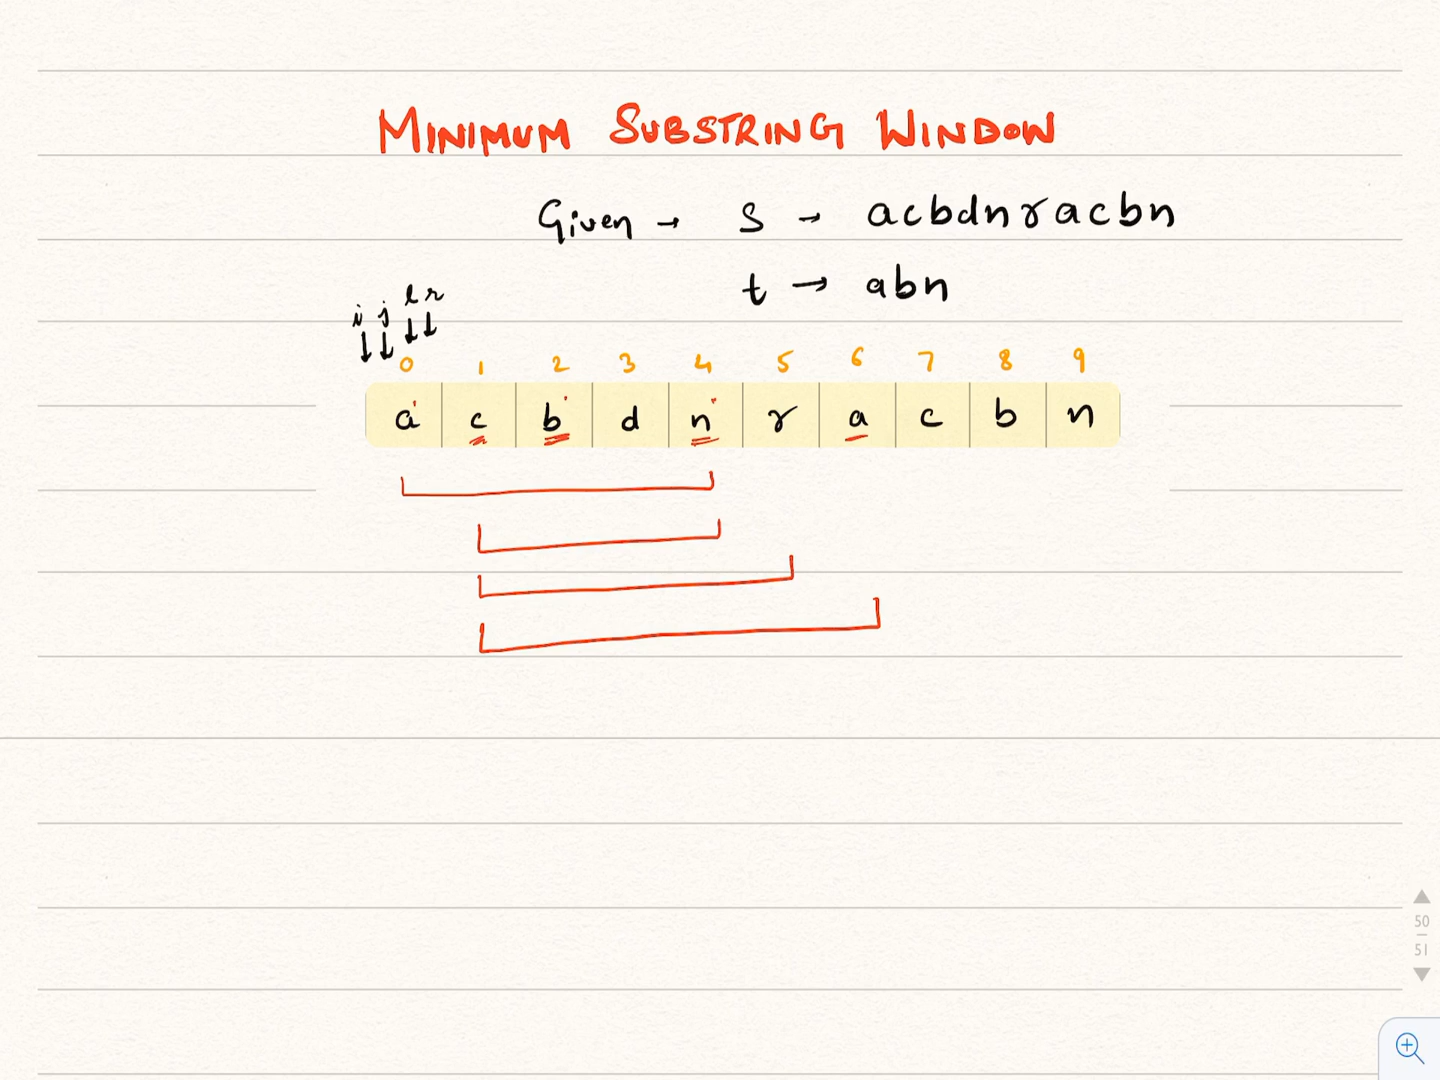 MINIMUM SUBSTRING WINDOW
Given → S → acbdnracbn
t → abn
i j l r
0 1 2 3 4 5 6 7 8 9
a c b d n r a c b n
50
51